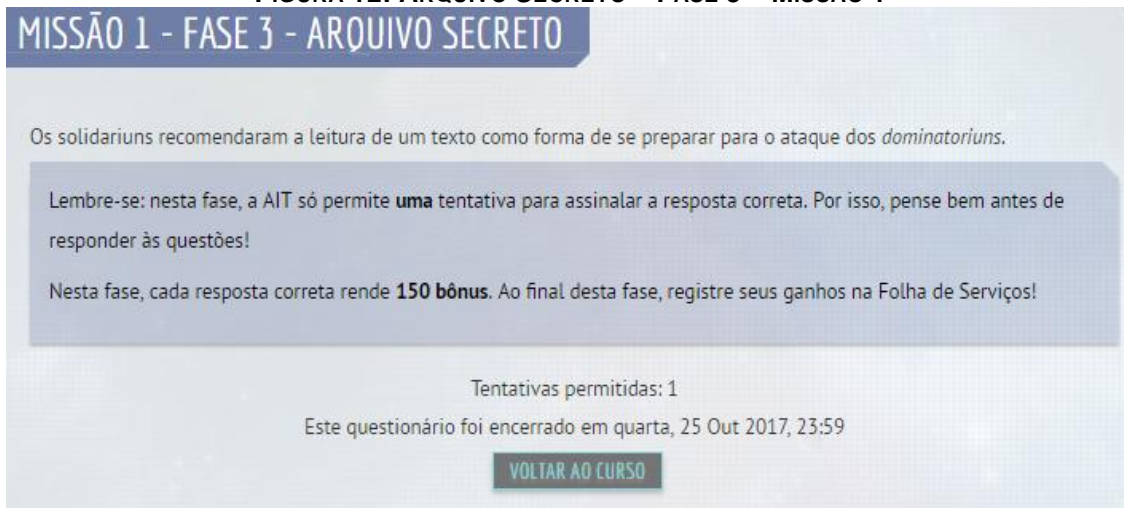 MISSÃO 1 - FASE 3 - ARQUIVO SECRETO
Os solidariuns recomendaram a leitura de um texto como forma de se preparar para o ataque dos dominatoriuns.
Lembre-se: nesta fase, a AIT só permite uma tentativa para assinalar a resposta correta. Por isso, pense bem antes de
responder às questões!
Nesta fase, cada resposta correta rende 150 bônus. Ao final desta fase, registre seus ganhos na Folha de Serviços!
Tentativas permitidas: 1
Este questionário foi encerrado em quarta, 25 Out 2017, 23:59
VOLTAR AO CURSO